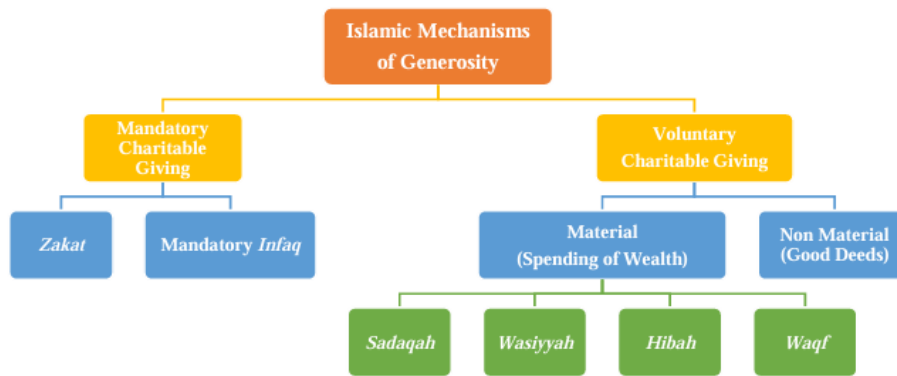 Islamic Mechanisms
of Generosity
Mandatory
Charitable
Giving
Voluntary
Charitable Giving
Zakat
Mandatory Infaq
Material
(Spending of Wealth)
Non Material
(Good Deeds)
Sadaqah
Wasiyyah
Hibah
Waqf